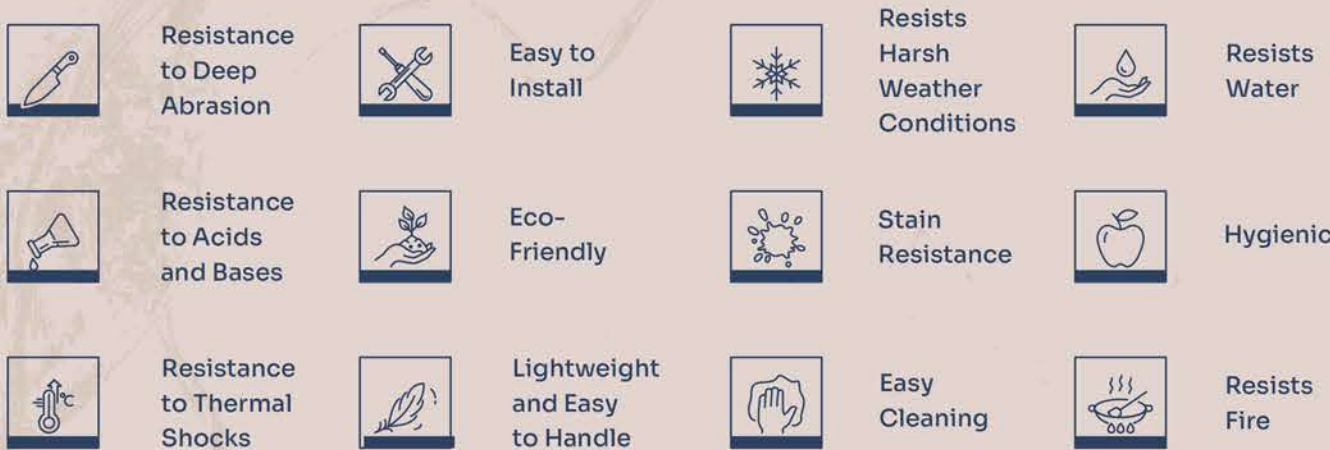 Resistance
to Deep
Abrasion
Easy to
Install
Resists
Harsh
Weather
Conditions
Resists
Water
Resistance
to Acids
and Bases
Eco-
Friendly
Stain
Resistance
Hygienic
°C
Resistance
to Thermal
Shocks
Lightweight
and Easy
to Handle
Easy
Cleaning
Resists
Fire